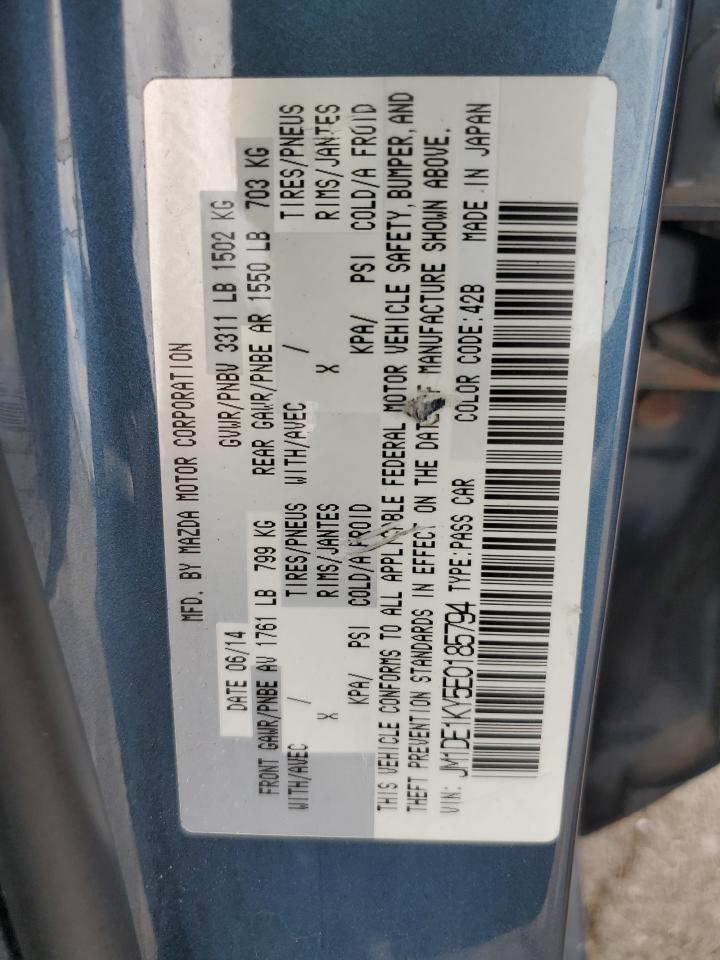 MFD. BY MAZDA MOTOR CORPORATION
DATE 06/14 GVWR/PNBV 3311 LB 1502 KG
FRONT GAWR/PNBE AV 1761 LB 799 KG REAR GAWR/PNBE AR 1550 LB 703 KG
WITH/AVEC TIRES/PNEUS WITH/AVEC TIRES/PNEUS
/ RIMS/JANTES / RIMS/JANTES
X X
KPA/ PSI COLD/A FROID KPA/ PSI COLD/A FROID
THIS VEHICLE CONFORMS TO ALL FEDERAL MOTOR VEHICLE SAFETY, BUMPER, AND
THEFT PREVENTION STANDARDS IN EFFECT ON THE DATE MANUFACTURE SHOWN ABOVE.
VIN: JM1DE1KY5E0185794 TYPE:PASS CAR COLOR CODE:42B MADE IN JAPAN